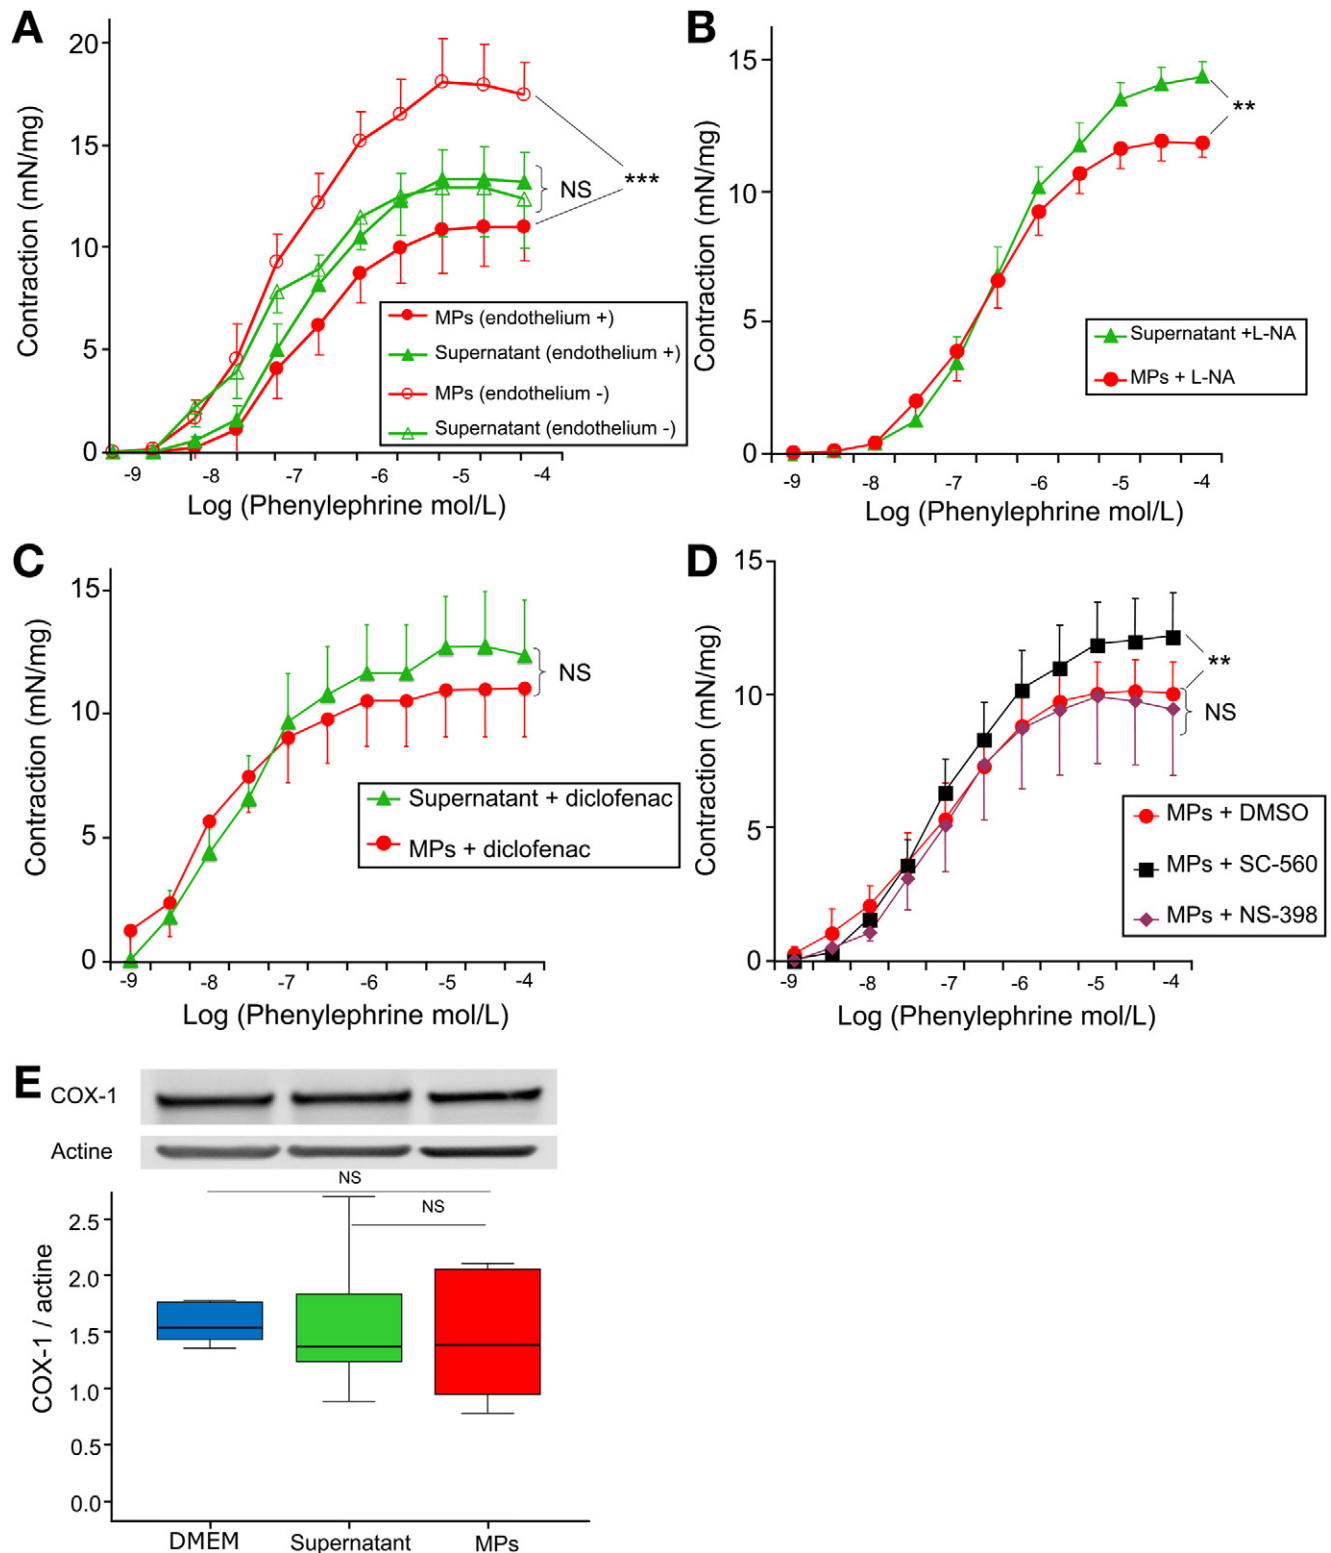 A
Contraction (mN/mg)
20
15
10
5
0
NS
***
MPs (endothelium +)
Supernatant (endothelium +)
MPs (endothelium -)
Supernatant (endothelium -)
-9 -8 -7 -6 -5 -4
Log (Phenylephrine mol/L)
B
Contraction (mN/mg)
15
10
5
0
**
Supernatant +L-NA
MPs + L-NA
-9 -8 -7 -6 -5 -4
Log (Phenylephrine mol/L)
C
Contraction (mN/mg)
15
10
5
0
NS
Supernatant + diclofenac
MPs + diclofenac
-9 -8 -7 -6 -5 -4
Log (Phenylephrine mol/L)
D
Contraction (mN/mg)
15
10
5
0
**
NS
MPs + DMSO
MPs + SC-560
MPs + NS-398
-9 -8 -7 -6 -5 -4
Log (Phenylephrine mol/L)
E
COX-1
Actine
NS
NS
COX-1 / actine
2.5
2.0
1.5
1.0
0.5
0.0
DMEM Supernatant MPs